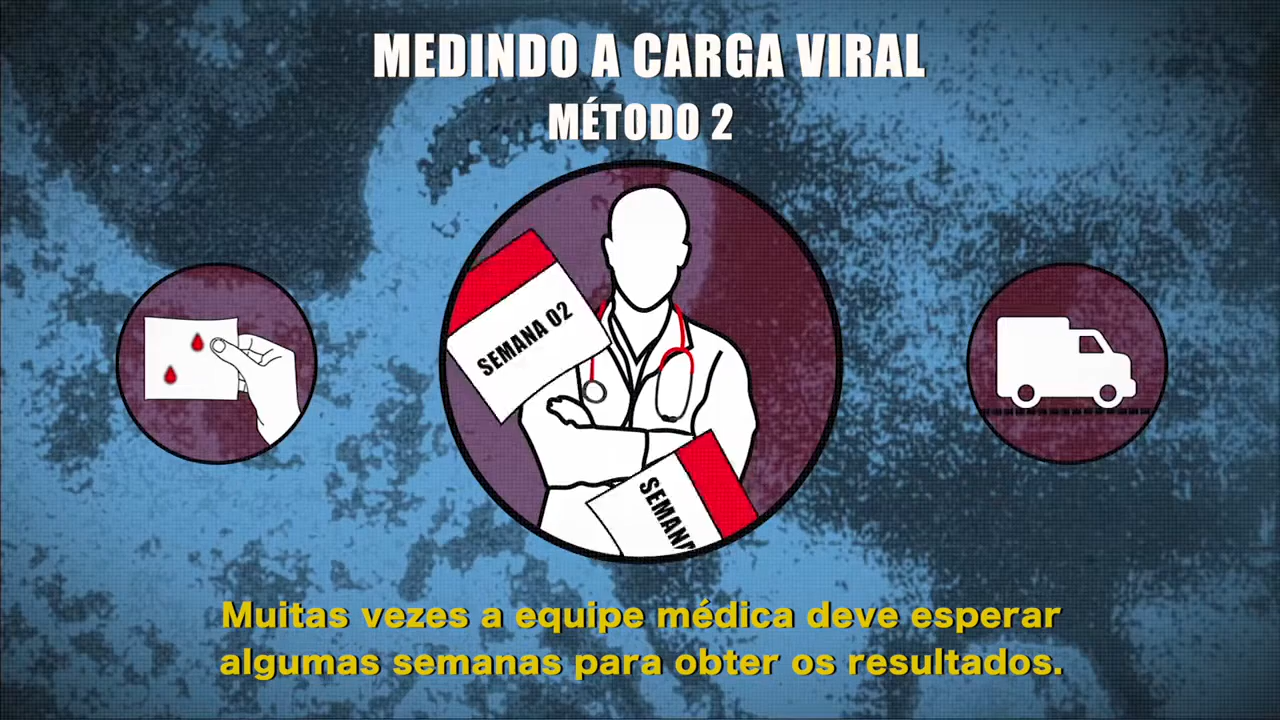 MEDINDO A CARGA VIRAL
MÉTODO 2
SEMANA 02
Muitas vezes a equipe médica deve esperar
algumas semanas para obter os resultados.